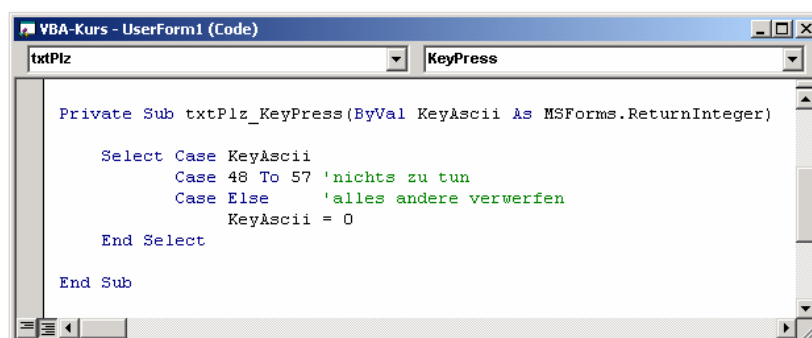 VBA-Kurs - UserForm1 (Code)
txtPlz KeyPress
Private Sub txtPlz_KeyPress(ByVal KeyAscii As MSForms.ReturnInteger)
Select Case KeyAscii
Case 48 To 57 'nichts zu tun
Case Else 'alles andere verwerfen
KeyAscii = 0
End Select
End Sub